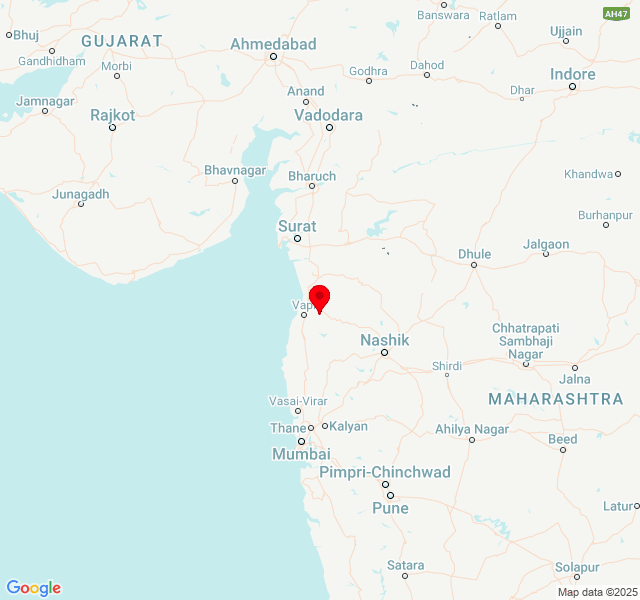 Banswara
Ratlam
AH47
Bhuj
GUJARAT
Ahmedabad
Ujjain
Gandhidham
Morbi
Godhra
Dahod
Indore
Anand
Dhar
Jamnagar
Rajkot
Vadodara
Bhavnagar
Bharuch
Khandwa
Junagadh
Burhanpur
Surat
Dhule
Jalgaon
Vapi
Nashik
Chhatrapati
Sambhaji
Nagar
Shirdi
Jalna
MAHARASHTRA
Vasai-Virar
Thane
Kalyan
Ahilya Nagar
Beed
Mumbai
Pimpri-Chinchwad
Pune
Latur
Satara
Solapur
Google
Map data ©2025